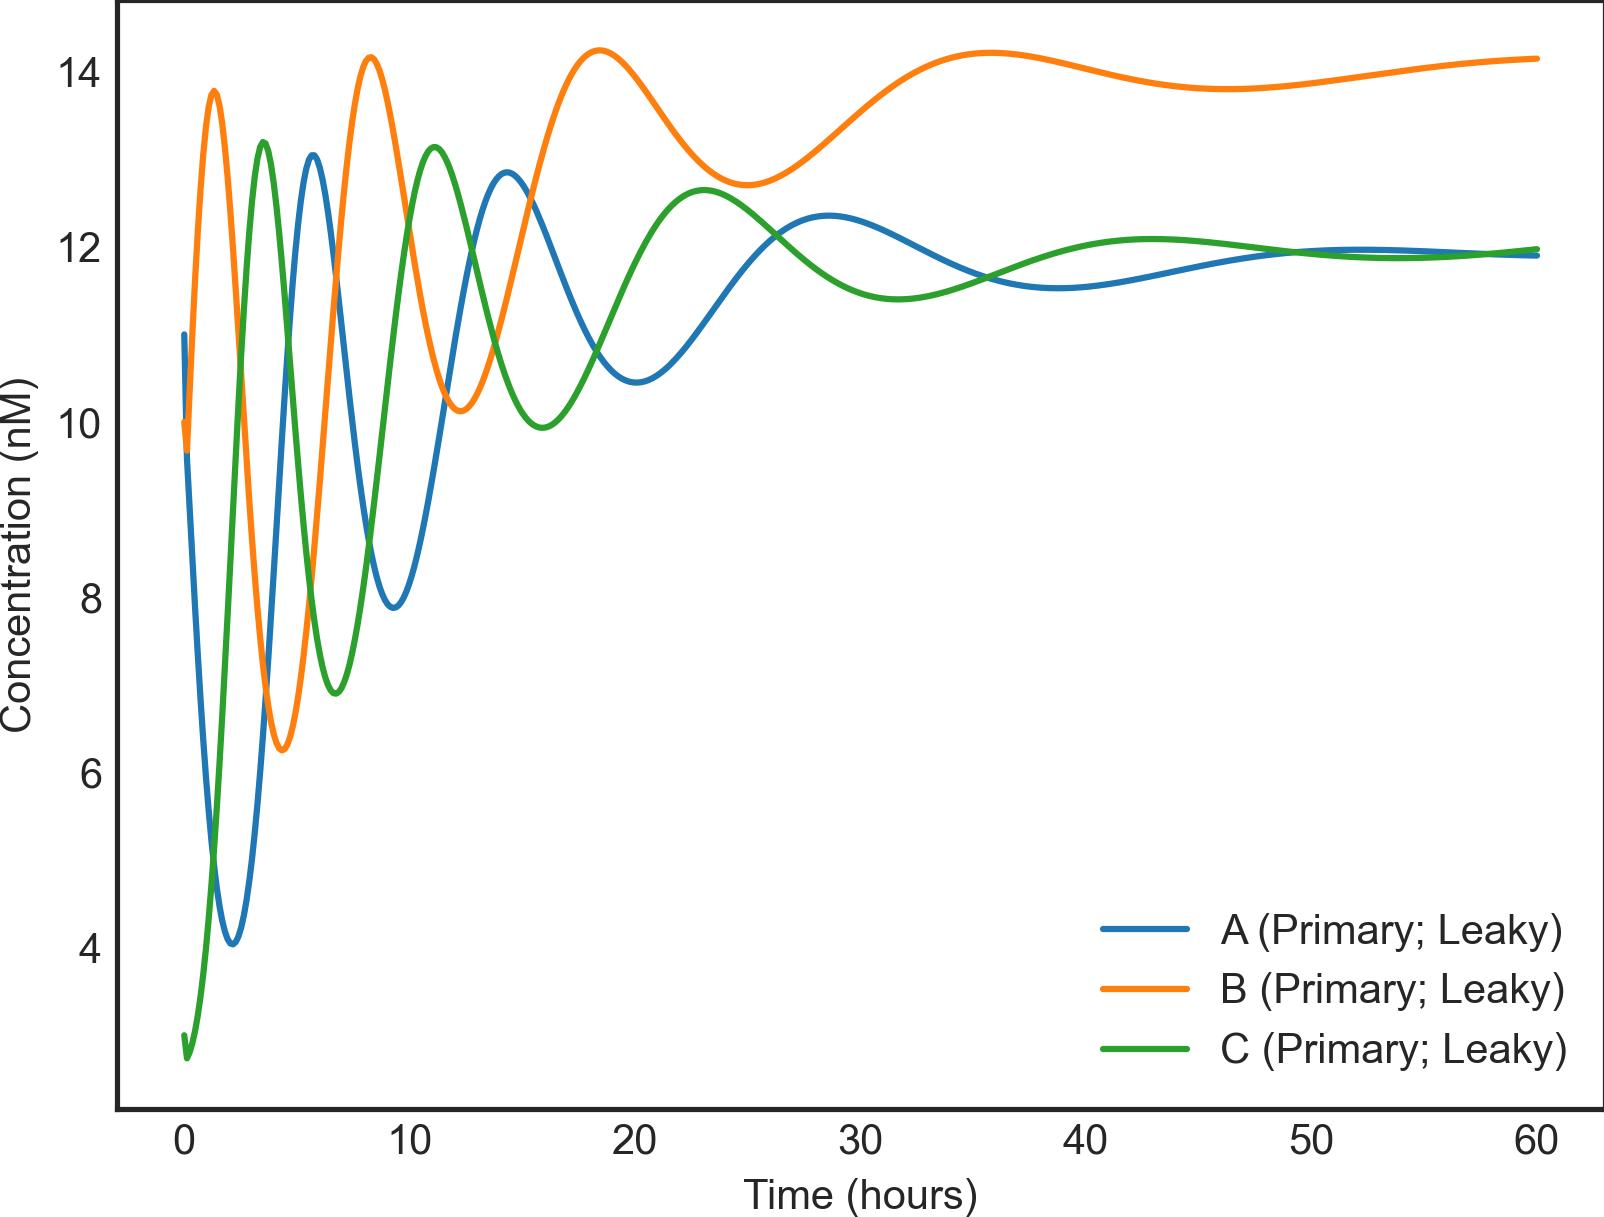 14
12
10
8
6
4
Concentration (nM)
0 10 20 30 40 50 60
Time (hours)
A (Primary; Leaky)
B (Primary; Leaky)
C (Primary; Leaky)